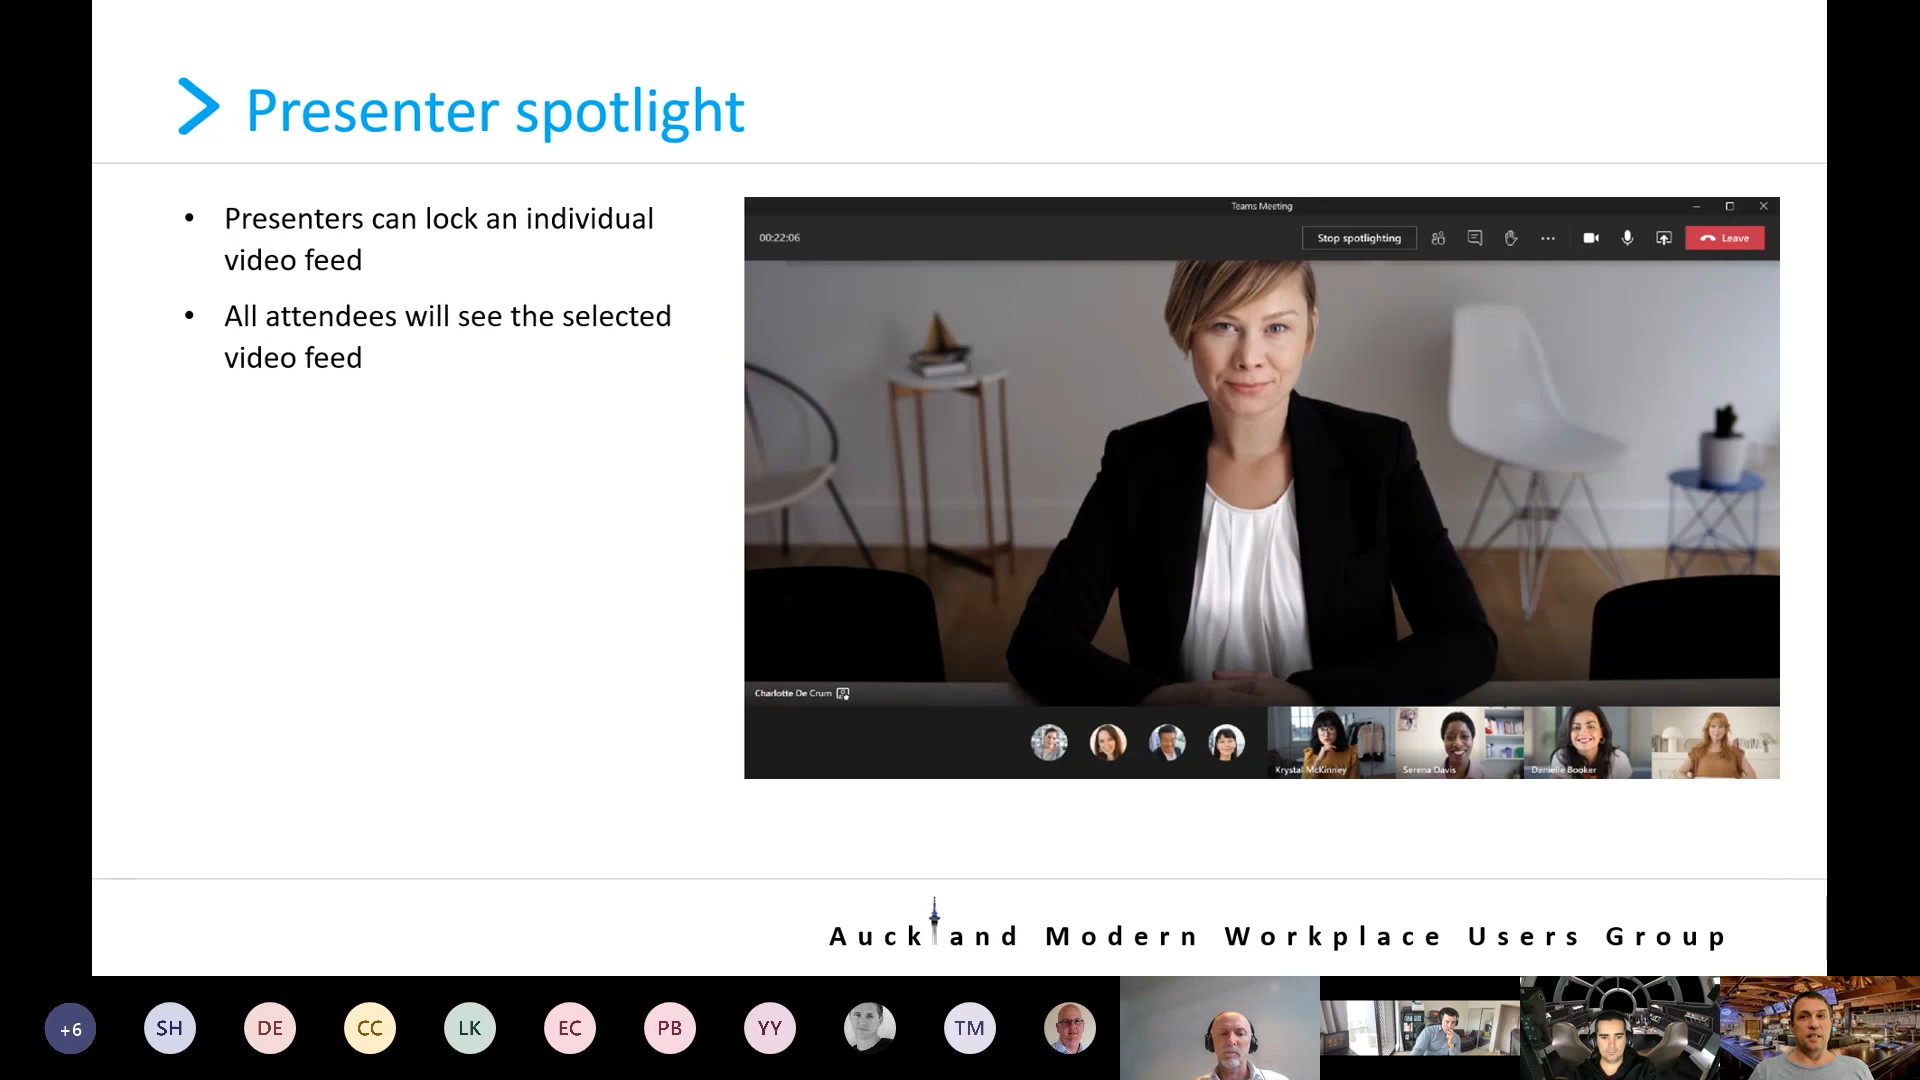 Presenter spotlight
• Presenters can lock an individual
video feed
• All attendees will see the selected
video feed
Teams Meeting
00:22:06
Stop spotlighting
Leave
Charlotte De Crum
Krystal McKinney
Serena Davis
Danielle Booker
Auckland Modern Workplace Users Group
+6
SH
DE
CC
LK
EC
PB
YY
TM